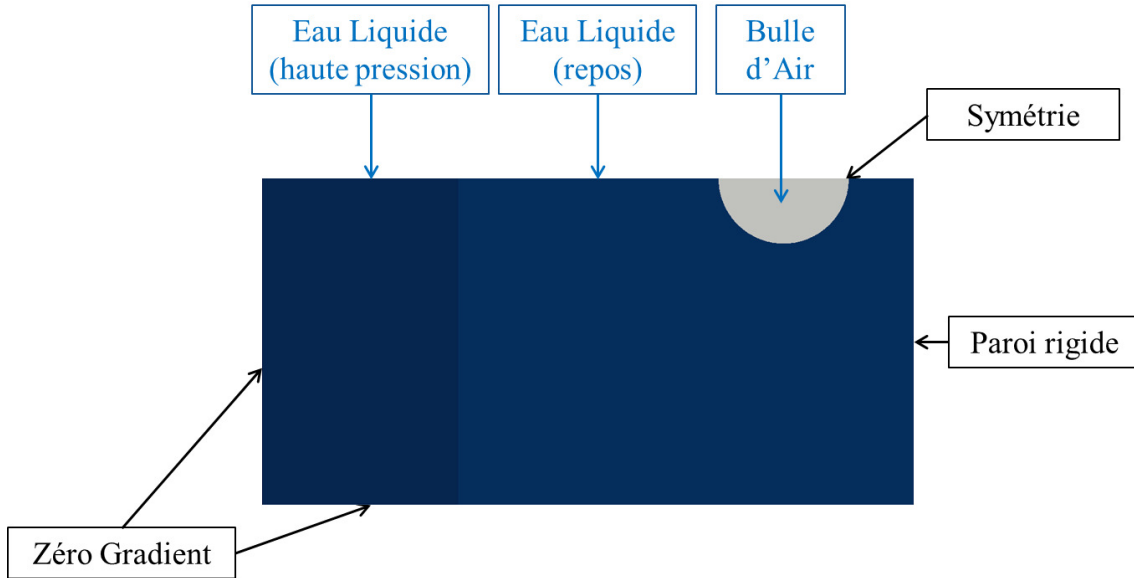 Eau Liquide
(haute pression)
Eau Liquide
(repos)
Bulle
d’Air
Symétrie
Paroi rigide
Zéro Gradient